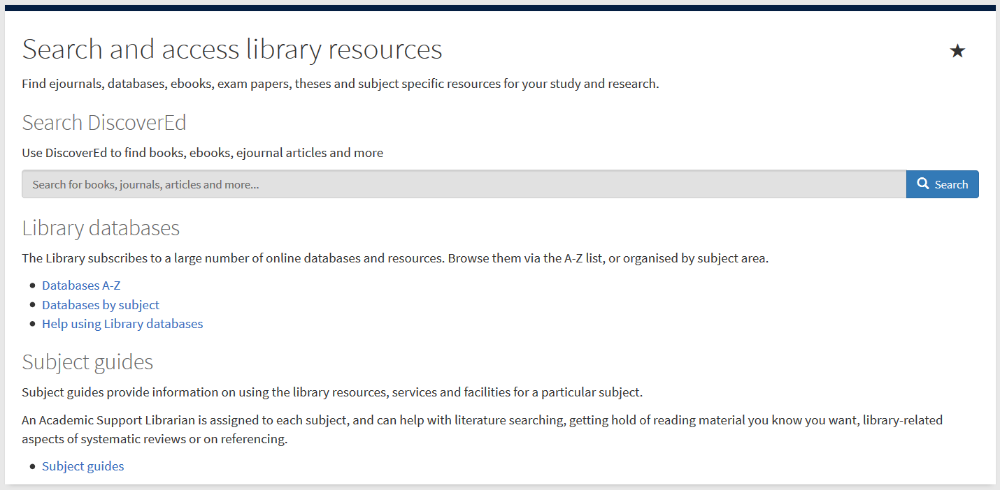 Search and access library resources
Find ejournals, databases, ebooks, exam papers, theses and subject specific resources for your study and research.
Search DiscoverEd
Use DiscoverEd to find books, ebooks, ejournal articles and more
Search for books, journals, articles and more...
Search
Library databases
The Library subscribes to a large number of online databases and resources. Browse them via the A-Z list, or organised by subject area.
Databases A-Z
Databases by subject
Help using Library databases
Subject guides
Subject guides provide information on using the library resources, services and facilities for a particular subject.
An Academic Support Librarian is assigned to each subject, and can help with literature searching, getting hold of reading material you know you want, library-related
aspects of systematic reviews or on referencing.
Subject guides